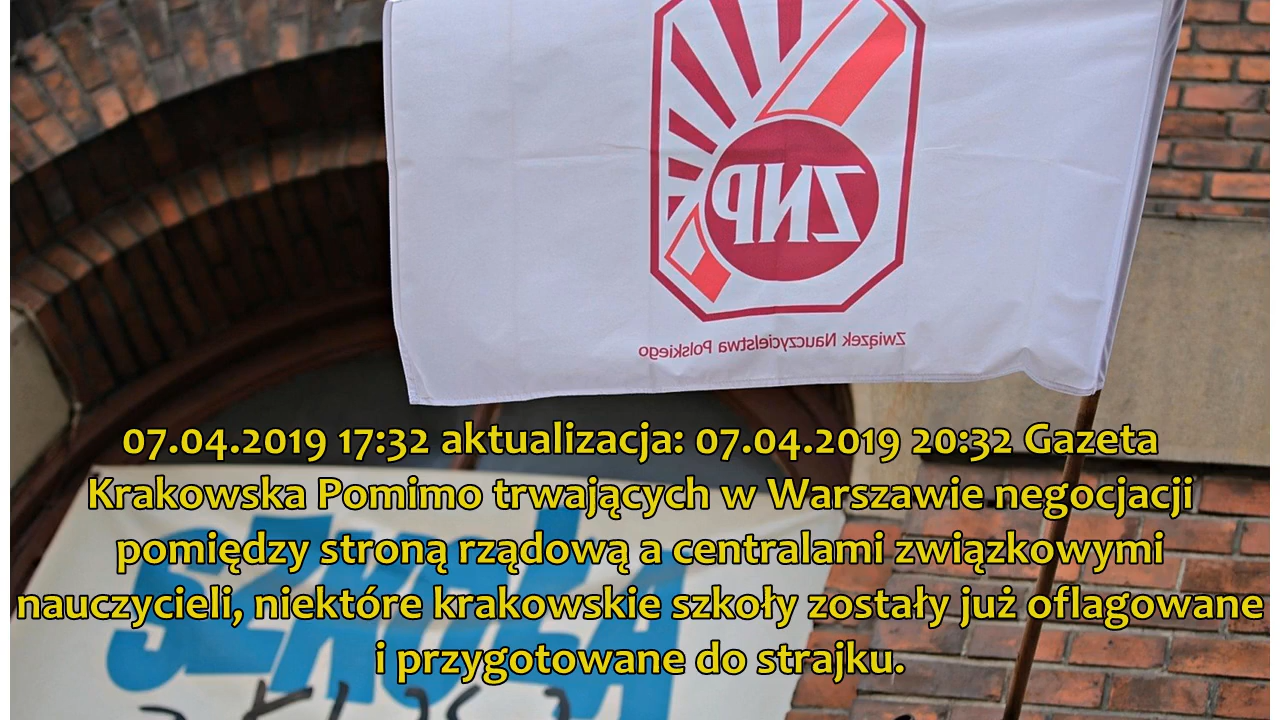 ZNP
Związek Nauczycielstwa Polskiego
07.04.2019 17:32 aktualizacja: 07.04.2019 20:32 Gazeta
Krakowska Pomimo trwających w Warszawie negocjacji
pomiędzy stroną rządową a centralami związkowymi
nauczycieli, niektóre krakowskie szkoły zostały już oflagowane
i przygotowane do strajku.
SZKOŁA